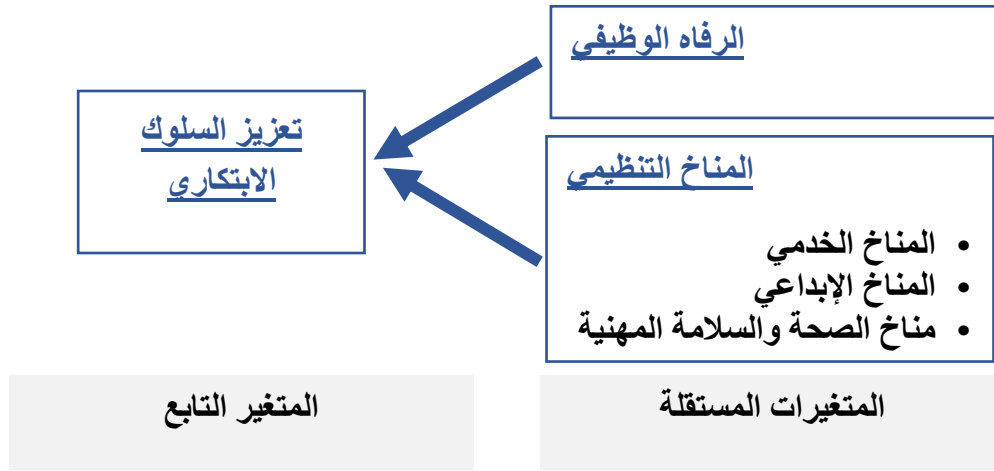 الرفاه الوظيفي
المناخ التنظيمي
• المناخ الخدمي
• المناخ الإبداعي
• مناخ الصحة والسلامة المهنية
تعزيز السلوك
الابتكاري
المتغيرات المستقلة
المتغير التابع